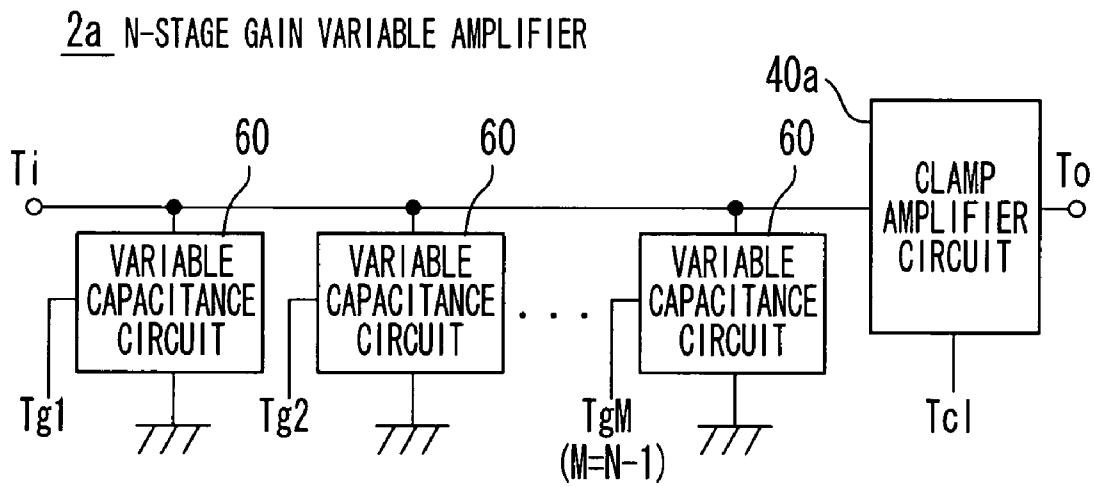 2a N-STAGE GAIN VARIABLE AMPLIFIER
40a
60
60
60
Ti
To
CLAMP
AMPLIFIER
CIRCUIT
VARIABLE
CAPACITANCE
CIRCUIT
VARIABLE
CAPACITANCE
CIRCUIT
...
VARIABLE
CAPACITANCE
CIRCUIT
Tg1
Tg2
TgM
(M=N-1)
Tcl